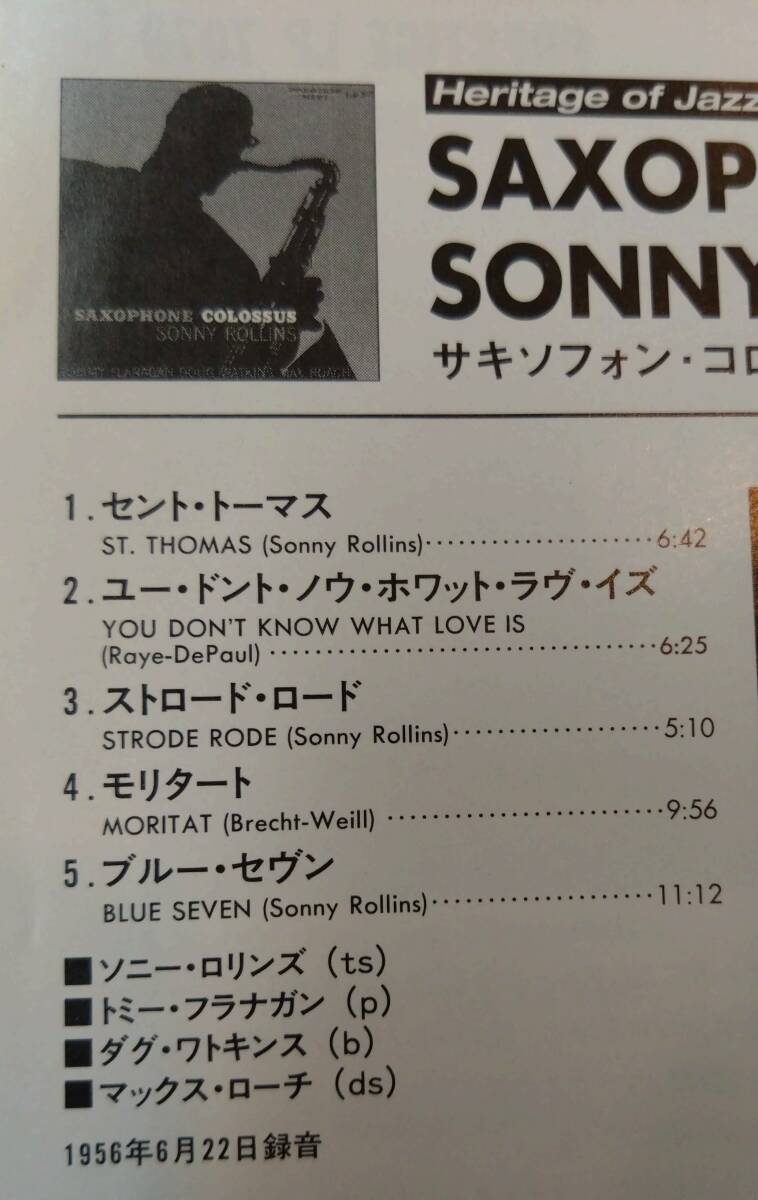 Heritage of Jazz
SAXOP
SONNY
サキソフォン・コロ
SAXOPHONE COLOSSUS
SONNY ROLLINS
TOMMY FLANAGAN DOUG WATKINS MAX ROACH
1.セント・トーマス
ST. THOMAS (Sonny Rollins)······················6:42
2.ユー・ドント・ノウ・ホワット・ラヴ・イズ
YOU DON'T KNOW WHAT LOVE IS
(Raye-DePaul)·····································6:25
3.ストロード・ロード
STRODE RODE (Sonny Rollins)····················5:10
4.モリタート
MORITAT (Brecht-Weill)··························9:56
5.ブルー・セヴン
BLUE SEVEN (Sonny Rollins)·····················11:12
■ソニー・ロリンズ(ts)
■トミー・フラナガン(p)
■ダグ・ワトキンス(b)
■マックス・ローチ(ds)
1956年6月22日録音